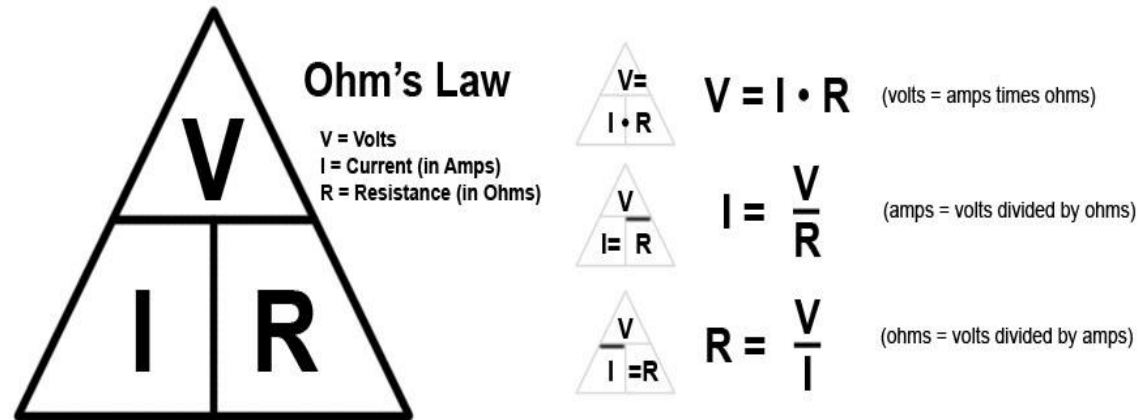 V
I R
Ohm's Law
V = Volts
I = Current (in Amps)
R = Resistance (in Ohms)
V=
I • R
V = I • R
(volts = amps times ohms)
V
I= R
I = V
R
(amps = volts divided by ohms)
V
I =R
R = V
I
(ohms = volts divided by amps)